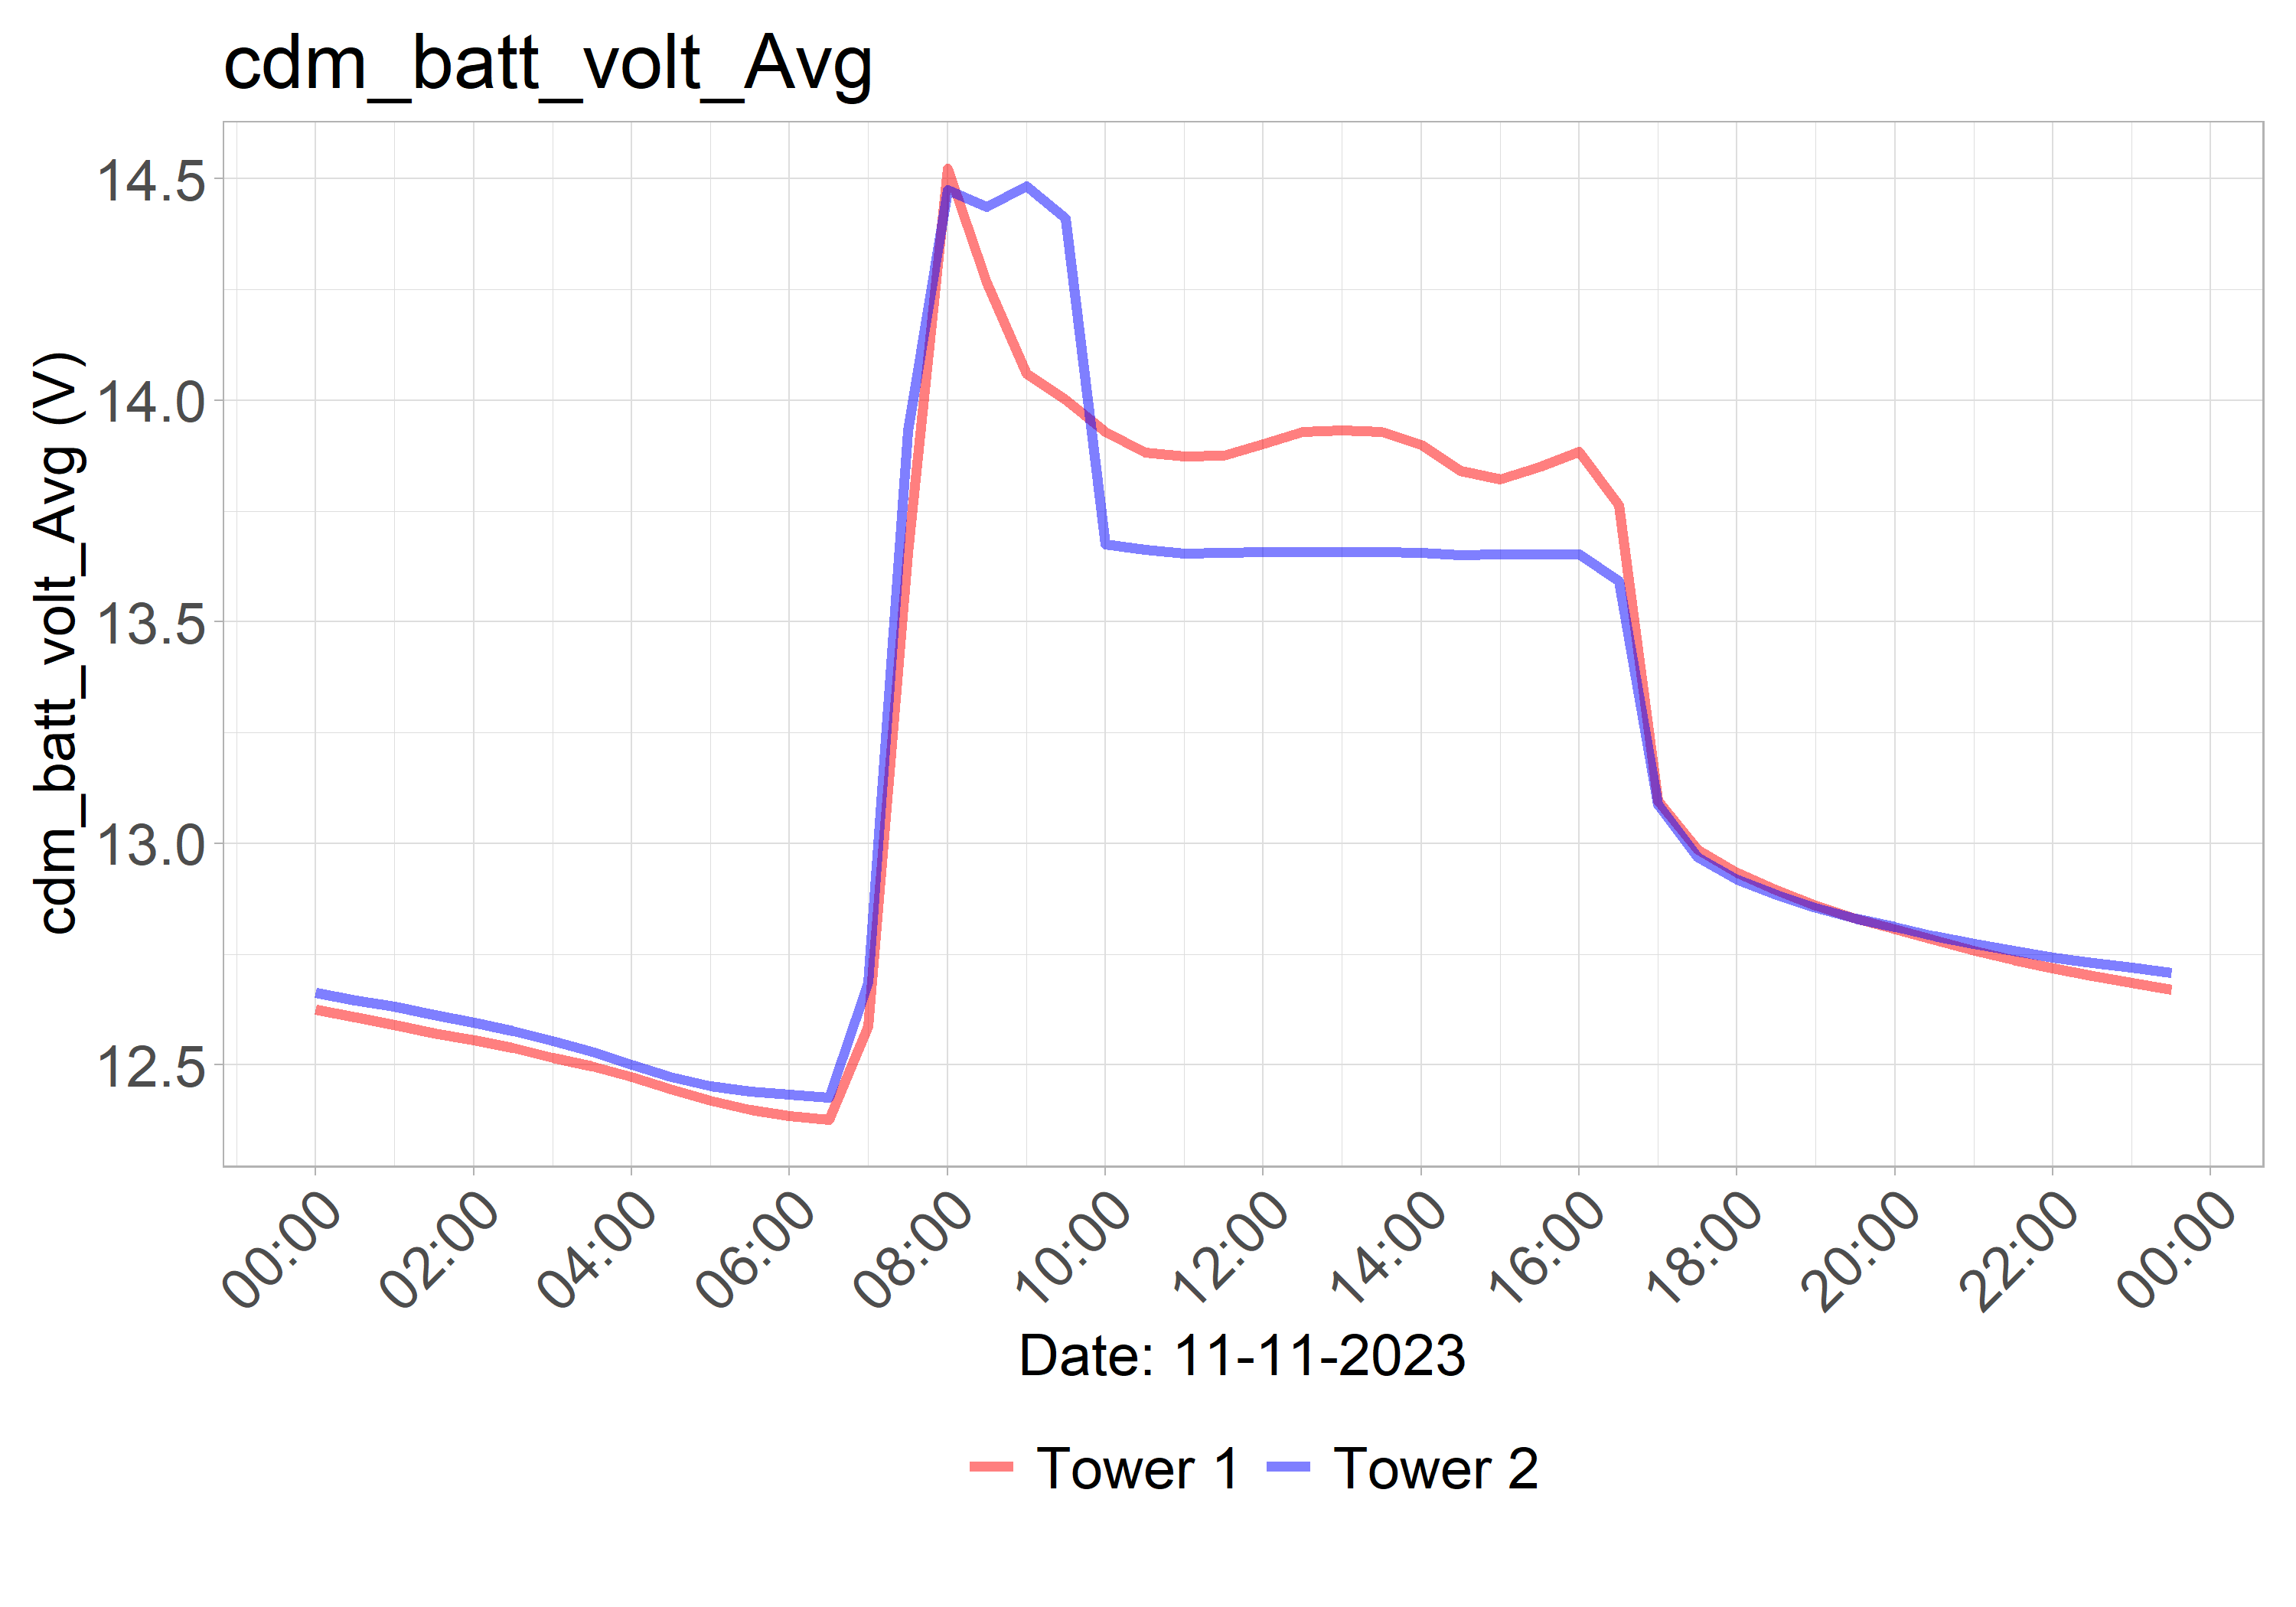 cdm_batt_volt_Avg
cdm_batt_volt_Avg (V)
14.5
14.0
13.5
13.0
12.5
00:00 02:00 04:00 06:00 08:00 10:00 12:00 14:00 16:00 18:00 20:00 22:00 00:00
Date: 11-11-2023
Tower 1 Tower 2